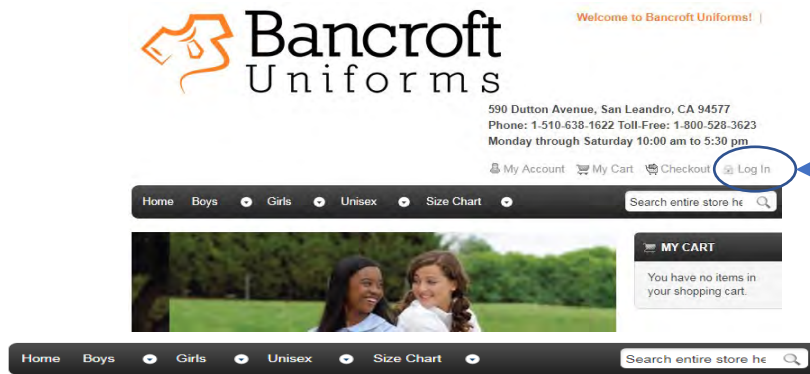 Welcome to Bancroft Uniforms! |
Bancroft
Uniforms
590 Dutton Avenue, San Leandro, CA 94577
Phone: 1-510-638-1622 Toll-Free: 1-800-528-3623
Monday through Saturday 10:00 am to 5:30 pm
My Account My Cart Checkout Log In
Home Boys Girls Unisex Size Chart Search entire store he
MY CART
You have no items in
your shopping cart.
Home Boys Girls Unisex Size Chart Search entire store he